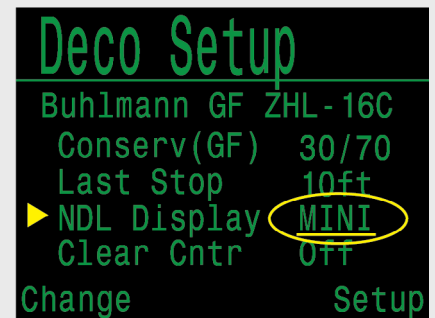 Deco Setup
Buhlmann GF ZHL-16C
Conserv(GF) 30/70
Last Stop 10ft
NDL Display MINI
Clear Cntr Off
Change Setup